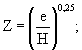 Z = (e/H)^0,25;